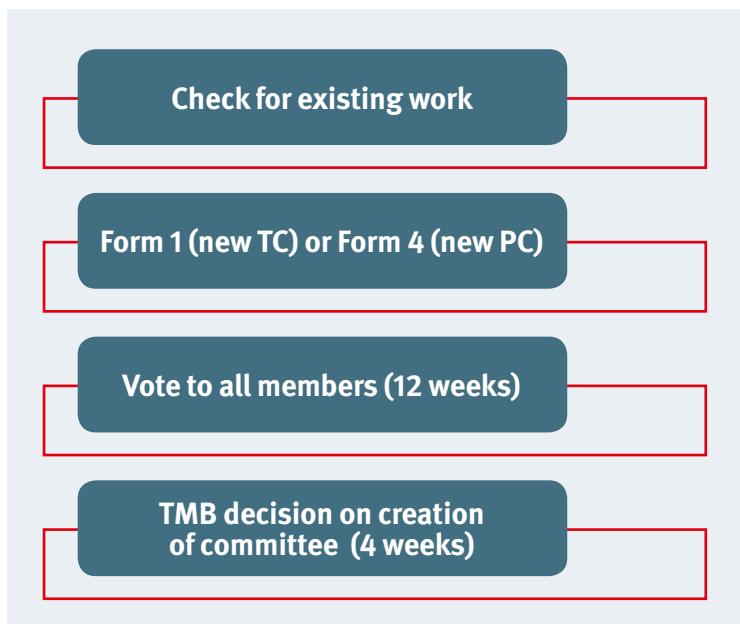 Check for existing work
Form 1 (new TC) or Form 4 (new PC)
Vote to all members (12 weeks)
TMB decision on creation
of committee (4 weeks)